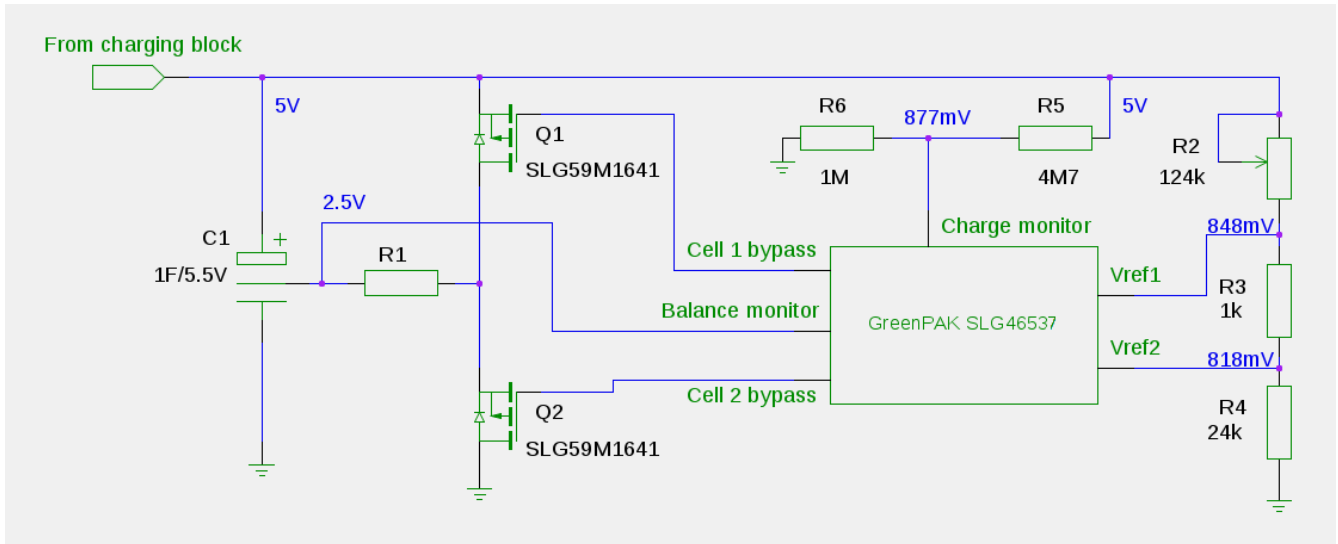 From charging block
5V
Q1
SLG59M1641
R6
1M
877mV
R5
4M7
5V
R2
124k
2.5V
C1
1F/5.5V
R1
Cell 1 bypass
Charge monitor
848mV
Vref1
R3
1k
Balance monitor
GreenPAK SLG46537
Vref2
818mV
Cell 2 bypass
Q2
SLG59M1641
R4
24k